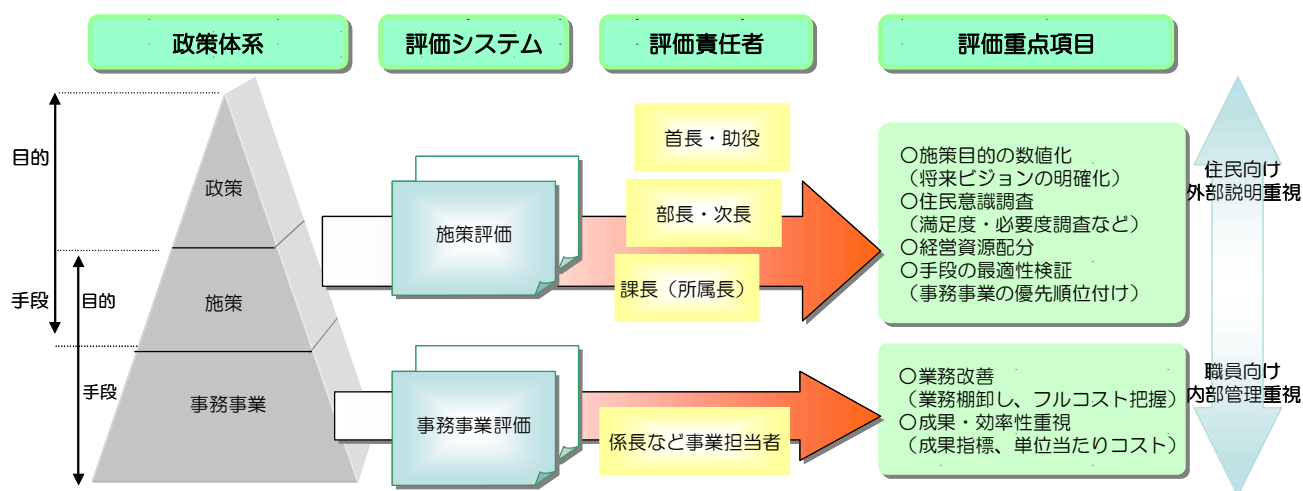 政策体系
評価システム
評価責任者
評価重点項目
目的
手段
目的
手段
政策
施策
事務事業
施策評価
事務事業評価
首長・助役
部長・次長
課長（所属長）
係長など事業担当者
〇施策目的の数値化
（将来ビジョンの明確化）
〇住民意識調査
（満足度・必要度調査など）
〇経営資源配分
〇手段の最適性検証
（事務事業の優先順位付け）
〇業務改善
（業務棚卸し、フルコスト把握）
〇成果・効率性重視
（成果指標、単位当たりコスト）
住民向け
外部説明重視
職員向け
内部管理重視